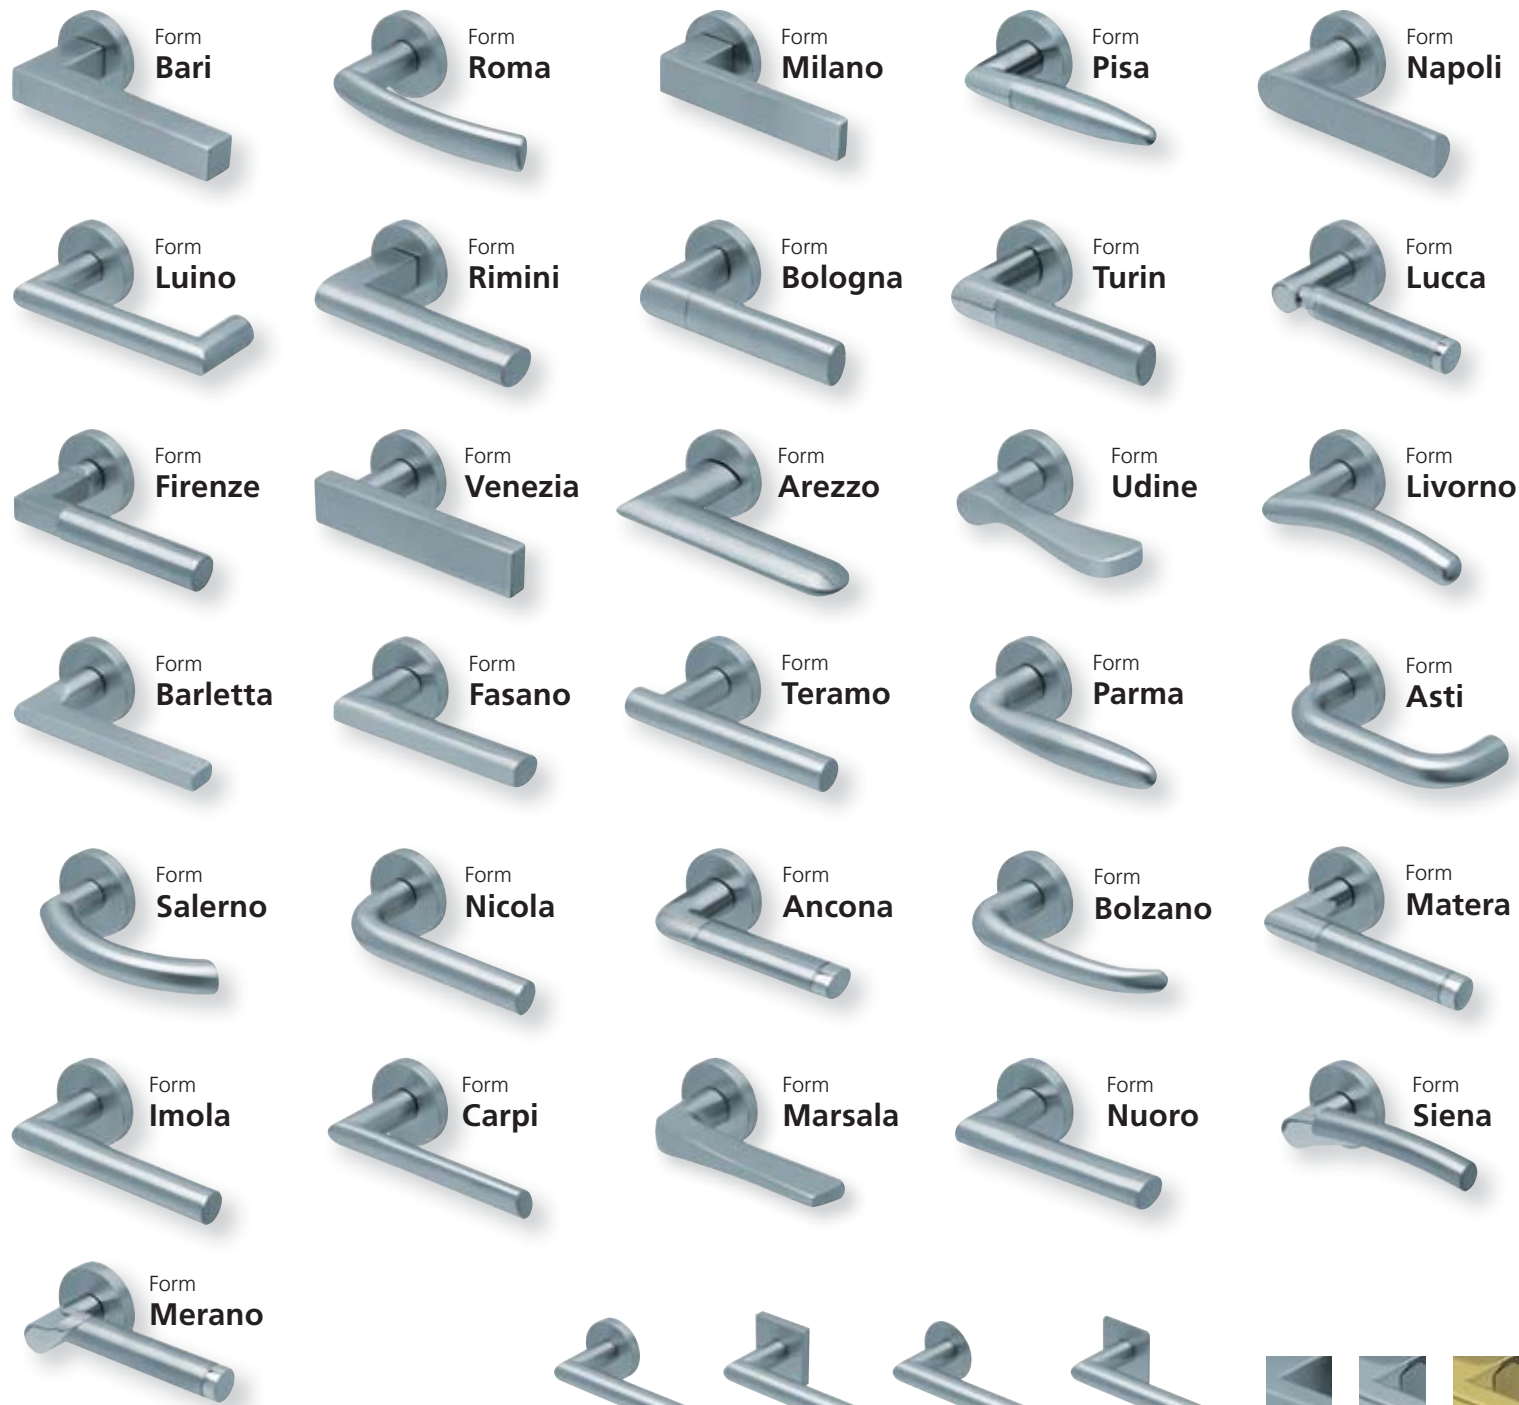 Form
Bari
Form
Roma
Form
Milano
Form
Pisa
Form
Napoli
Form
Luino
Form
Rimini
Form
Bologna
Form
Turin
Form
Lucca
Form
Firenze
Form
Venezia
Form
Arezzo
Form
Udine
Form
Livorno
Form
Barletta
Form
Fasano
Form
Teramo
Form
Parma
Form
Asti
Form
Salerno
Form
Nicola
Form
Ancona
Form
Bolzano
Form
Matera
Form
Imola
Form
Carpi
Form
Marsala
Form
Nuoro
Form
Siena
Form
Merano